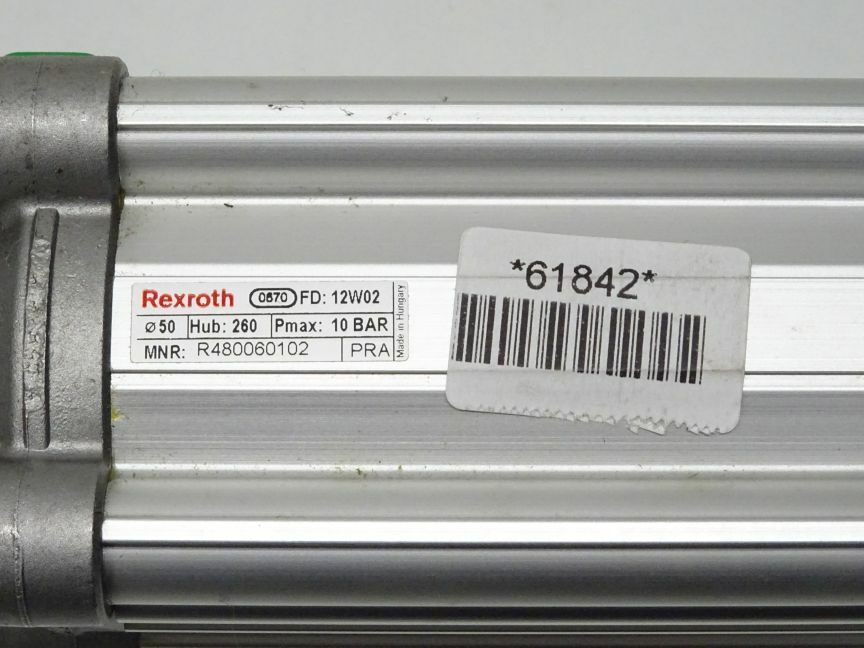 Rexroth 0870 FD: 12W02
ø 50 Hub: 260 Pmax: 10 BAR
MNR: R480060102 PRA
Made in Hungary
*61842*